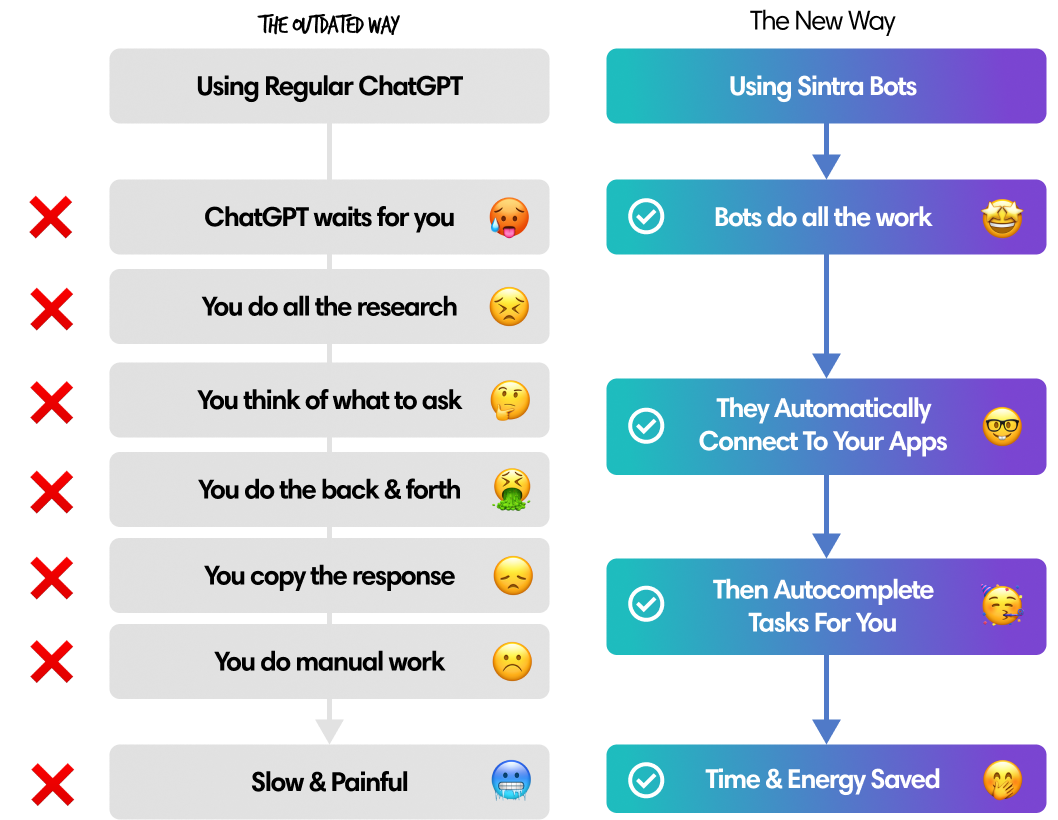 THE OUTDATED WAY
Using Regular ChatGPT
ChatGPT waits for you
You do all the research
You think of what to ask
You do the back & forth
You copy the response
You do manual work
Slow & Painful
The New Way
Using Sintra Bots
Bots do all the work
They Automatically
Connect To Your Apps
Then Autocomplete
Tasks For You
Time & Energy Saved